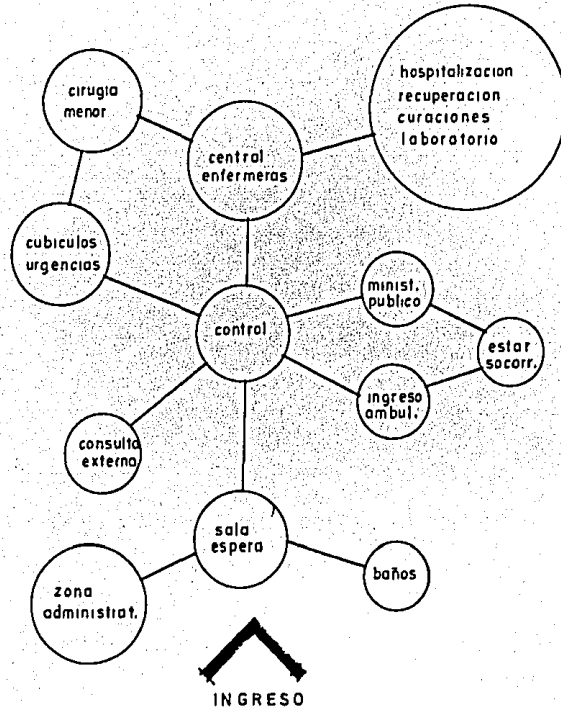 hospitalizacion
recuperacion
curaciones
laboratorio
cirugia
menor
central
enfermeras
cubiculos
urgencias
minist.
publico
control
estar
socorr.
ingreso
ambul.
consulta
externa
sala
espera
baños
zona
administrat.
INGRESO